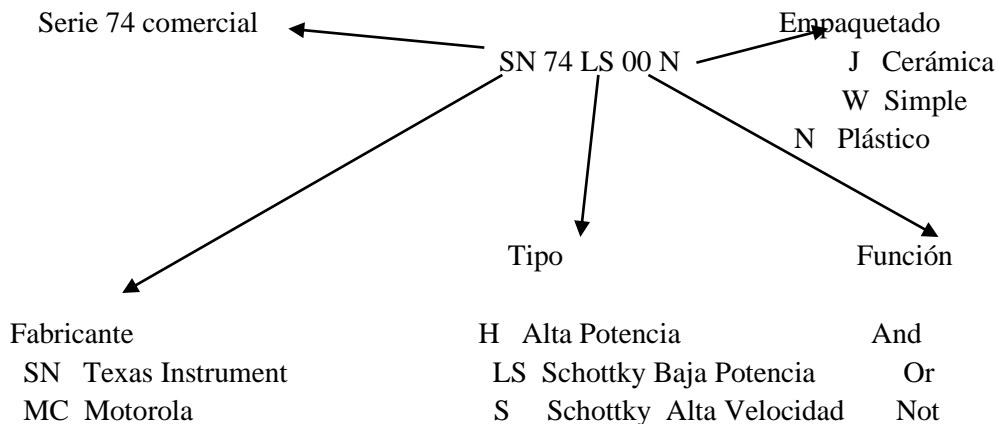 Serie 74 comercial
Empaquetado
SN 74 LS 00 N
J Cerámica
W Simple
N Plástico
Tipo
Función
Fabricante
H Alta Potencia
And
SN Texas Instrument
LS Schottky Baja Potencia
Or
MC Motorola
S Schottky Alta Velocidad
Not